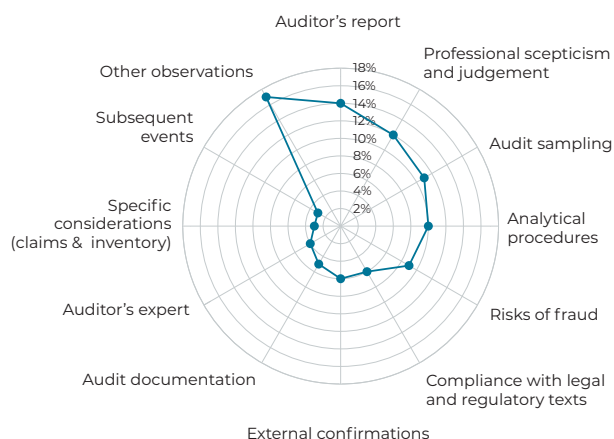 Auditor's report
Professional scepticism
and judgement
Other observations
18%
16%
14%
12%
10%
8%
6%
4%
2%
Subsequent
events
Audit sampling
Specific
considerations
(claims & inventory)
Analytical
procedures
Auditor's expert
Risks of fraud
Audit documentation
Compliance with legal
and regulatory texts
External confirmations